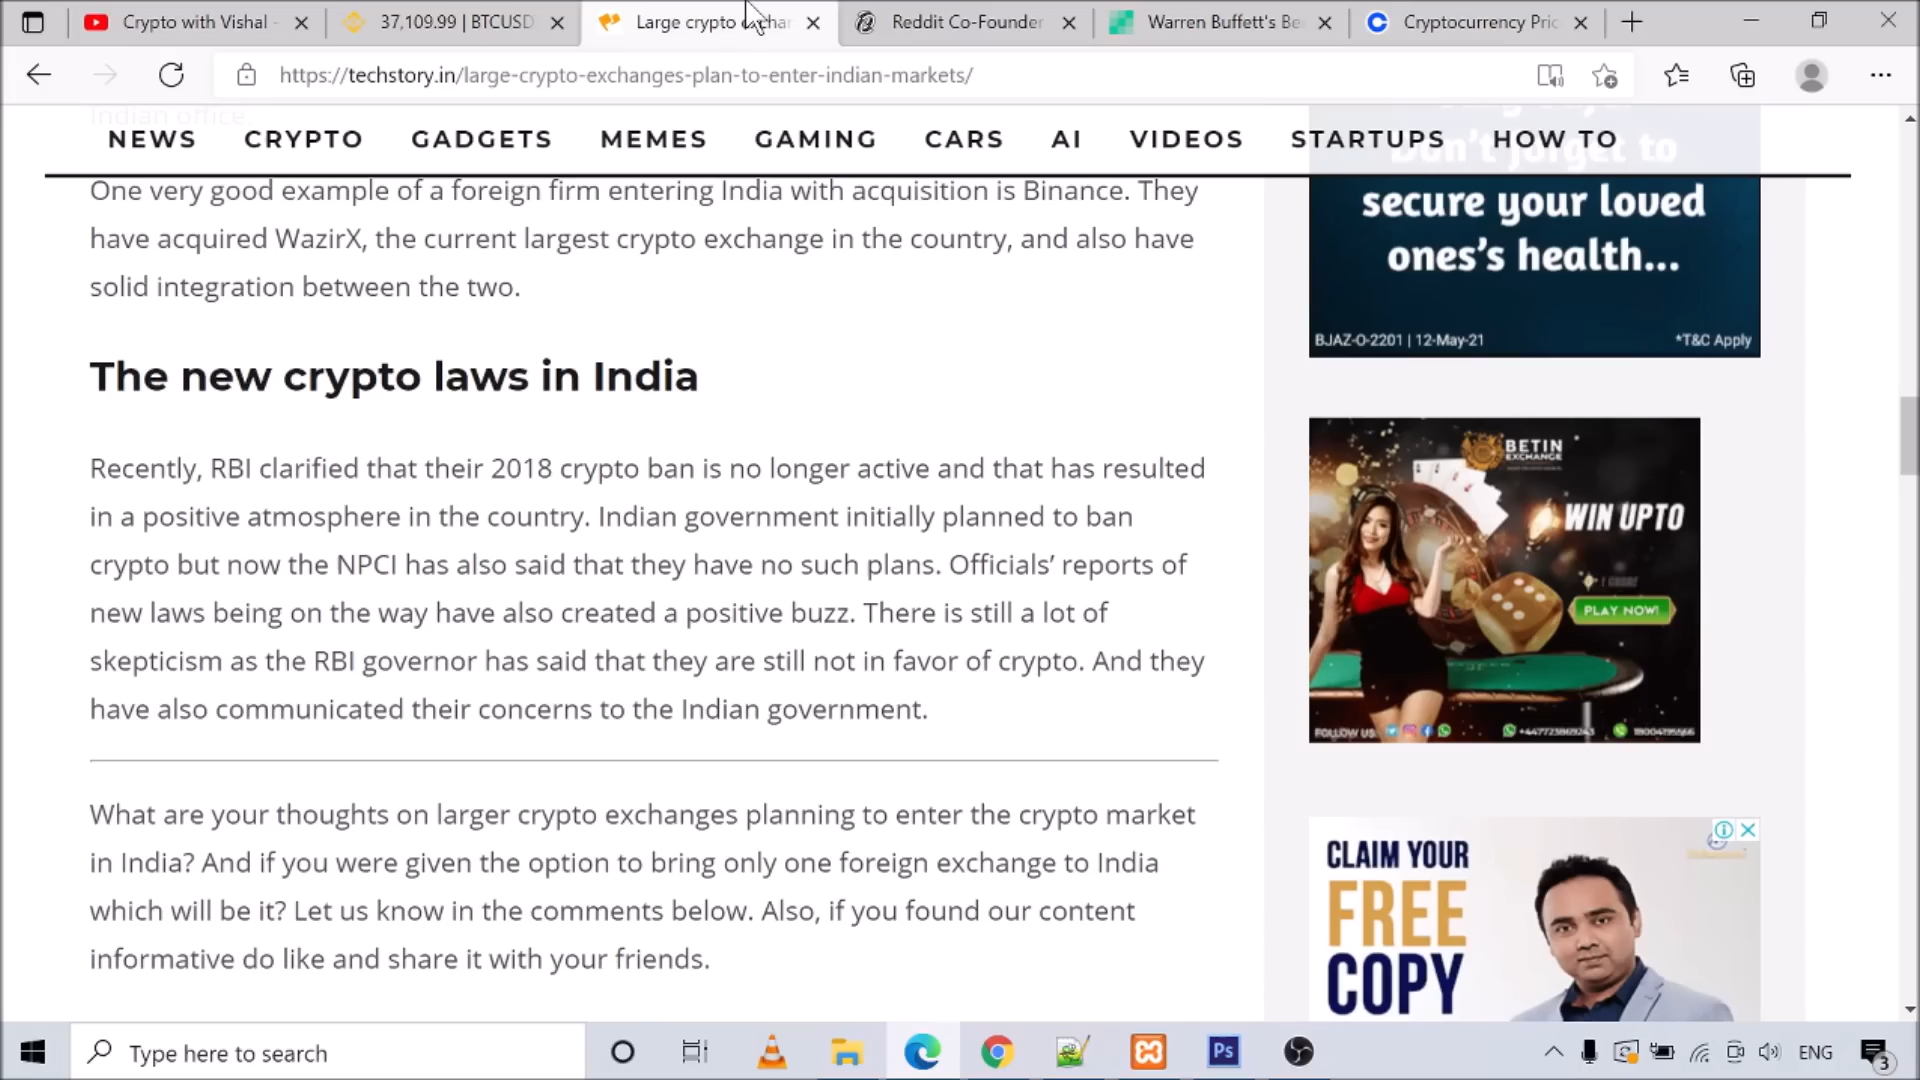 Crypto with Vishal -
37,109.99 | BTCUSD
Large crypto exchan
Reddit Co-Founder
Warren Buffett's Be
Cryptocurrency Pric
https://techstory.in/large-crypto-exchanges-plan-to-enter-indian-markets/
Indian office.
NEWS CRYPTO GADGETS MEMES GAMING CARS AI VIDEOS STARTUPS HOW TO
One very good example of a foreign firm entering India with acquisition is Binance. They
have acquired WazirX, the current largest crypto exchange in the country, and also have
solid integration between the two.
The new crypto laws in India
Recently, RBI clarified that their 2018 crypto ban is no longer active and that has resulted
in a positive atmosphere in the country. Indian government initially planned to ban
crypto but now the NPCI has also said that they have no such plans. Officials’ reports of
new laws being on the way have also created a positive buzz. There is still a lot of
skepticism as the RBI governor has said that they are still not in favor of crypto. And they
have also communicated their concerns to the Indian government.
What are your thoughts on larger crypto exchanges planning to enter the crypto market
in India? And if you were given the option to bring only one foreign exchange to India
which will be it? Let us know in the comments below. Also, if you found our content
informative do like and share it with your friends.
Don't forget to
secure your loved
ones's health...
BJAZ-O-2201 | 12-May-21
*T&C Apply
BETIN
EXCHANGE
WIN UPTO
PLAY NOW!
FOLLOW US
CLAIM YOUR
FREE
COPY
Type here to search
Ps
ENG
3